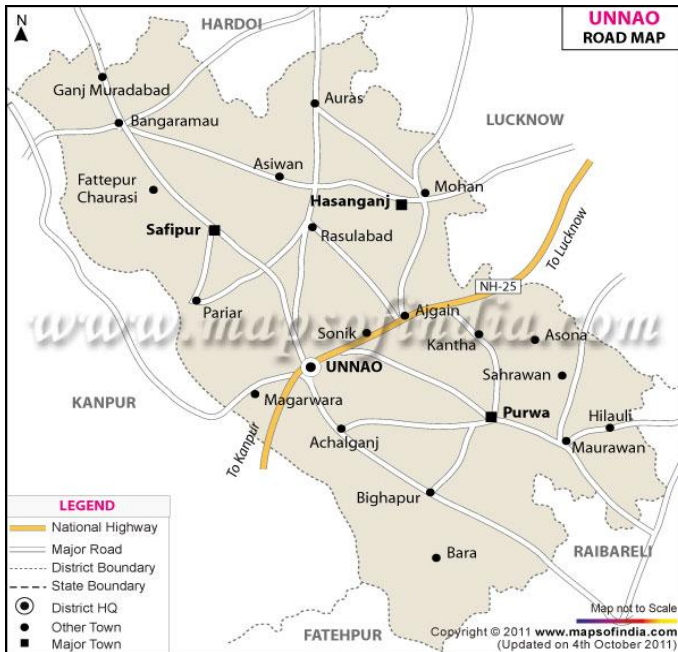 UNNAO
ROAD MAP
N
HARDOI
Ganj Muradabad
Auras
Bangaramau
LUCKNOW
Asiwan
Fattepur
Chaurasi
Mohan
Hasanganj
Safipur
Rasulabad
To Lucknow
NH-25
Pariar
Ajgain
www.mapsofindia.com
Sonik
Kantha
Asona
UNNAO
Sahrawan
KANPUR
Magarwara
Purwa
Hilauli
Achalganj
Maurawan
To Kanpur
Bighapur
LEGEND
National Highway
Major Road
District Boundary
State Boundary
District HQ
Other Town
Major Town
Bara
RAIBARELI
Map not to Scale
FATEHPUR
Copyright © 2011 www.mapsofindia.com
(Updated on 4th October 2011)